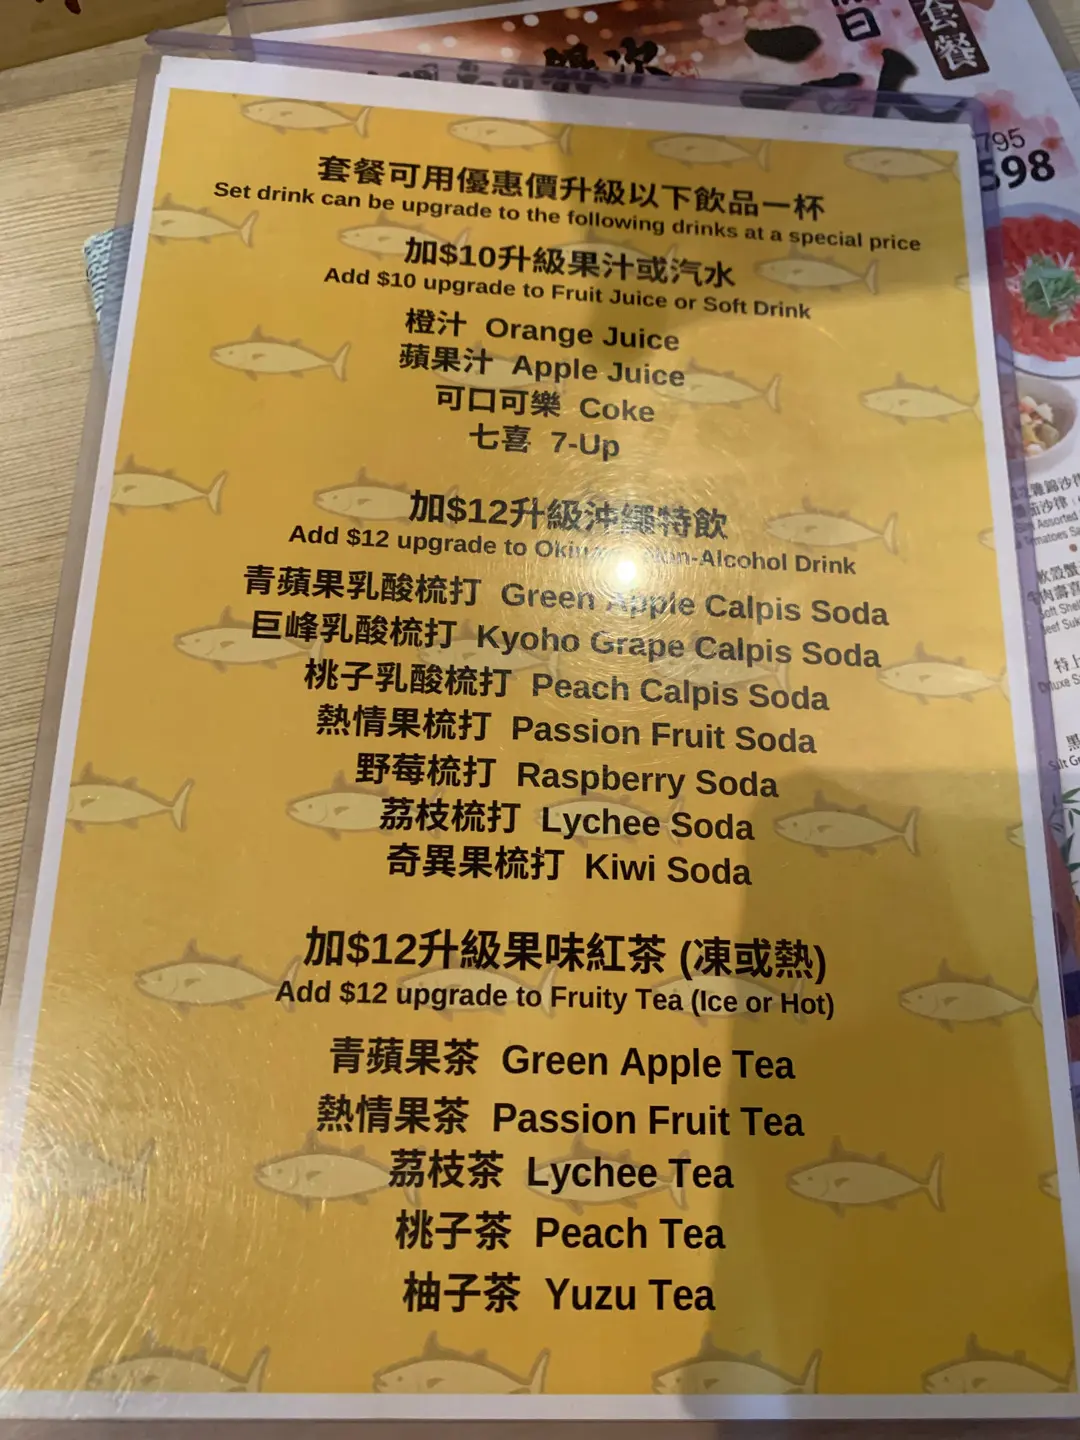 套餐
795
598
套餐可用優惠價升級以下飲品一杯
Set drink can be upgrade to the following drinks at a special price
加$10升級果汁或汽水
Add $10 upgrade to Fruit Juice or Soft Drink
橙汁 Orange Juice
蘋果汁 Apple Juice
可口可樂 Coke
七喜 7-Up
加$12升級沖繩特飲
Add $12 upgrade to Non-Alcohol Drink
青蘋果乳酸梳打 Green Apple Calpis Soda
巨峰乳酸梳打 Kyoho Grape Calpis Soda
桃子乳酸梳打 Peach Calpis Soda
熱情果梳打 Passion Fruit Soda
野莓梳打 Raspberry Soda
荔枝梳打 Lychee Soda
奇異果梳打 Kiwi Soda
加$12升級果味紅茶 (凍或熱)
Add $12 upgrade to Fruity Tea (Ice or Hot)
青蘋果茶 Green Apple Tea
熱情果茶 Passion Fruit Tea
荔枝茶 Lychee Tea
桃子茶 Peach Tea
柚子茶 Yuzu Tea